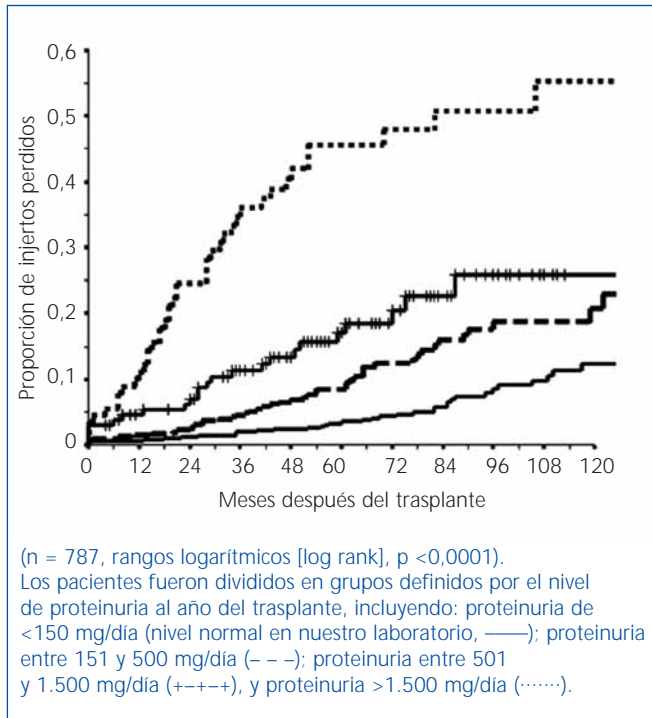 0,6
0,5
0,4
0,3
0,2
0,1
0
Proporción de injertos perdidos
0 12 24 36 48 60 72 84 96 108 120
Meses después del trasplante
(n = 787, rangos logarítmicos [log rank], p <0,0001).
Los pacientes fueron divididos en grupos definidos por el nivel
de proteinuria al año del trasplante, incluyendo: proteinuria de
<150 mg/día (nivel normal en nuestro laboratorio, ——); proteinuria
entre 151 y 500 mg/día (– – –); proteinuria entre 501
y 1.500 mg/día (+–+–+), y proteinuria >1.500 mg/día (·······).